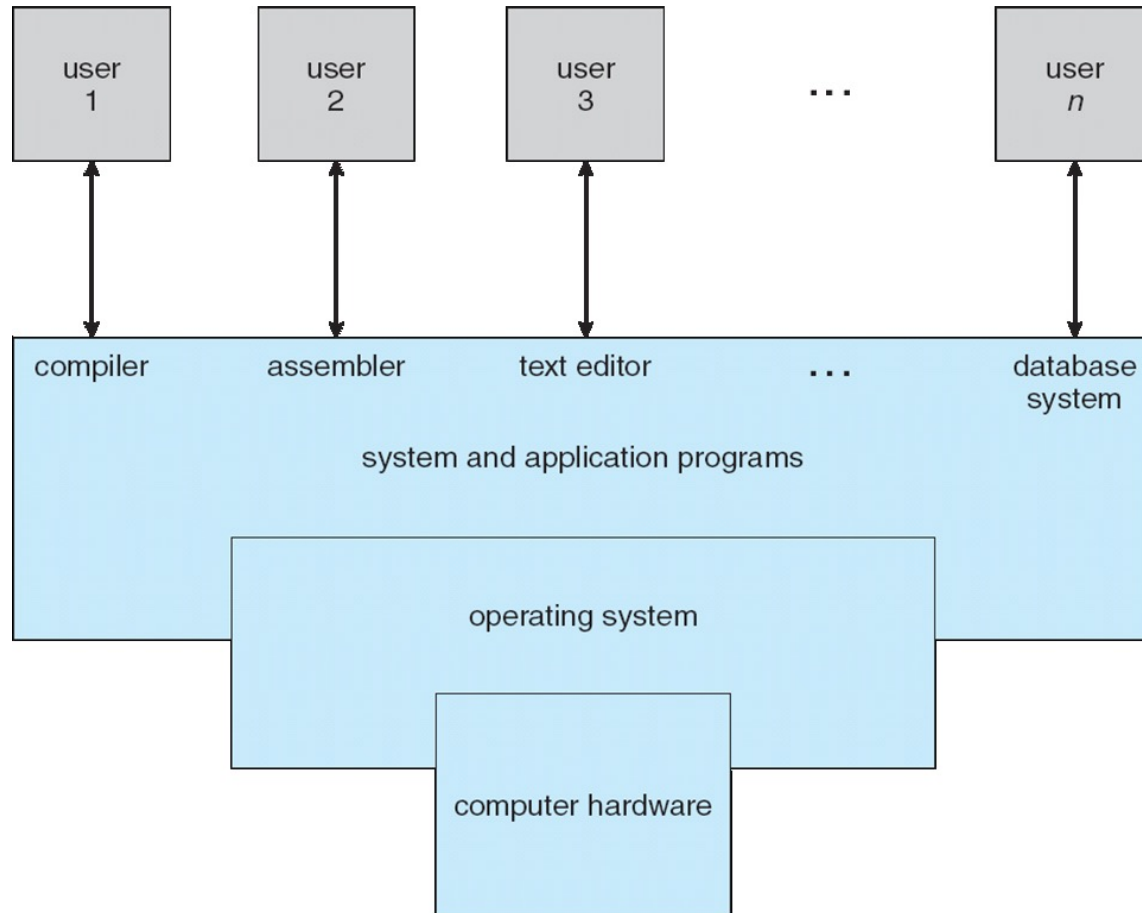 user
1
user
2
user
3
...
user
n
compiler
assembler
text editor
...
database
system
system and application programs
operating system
computer hardware